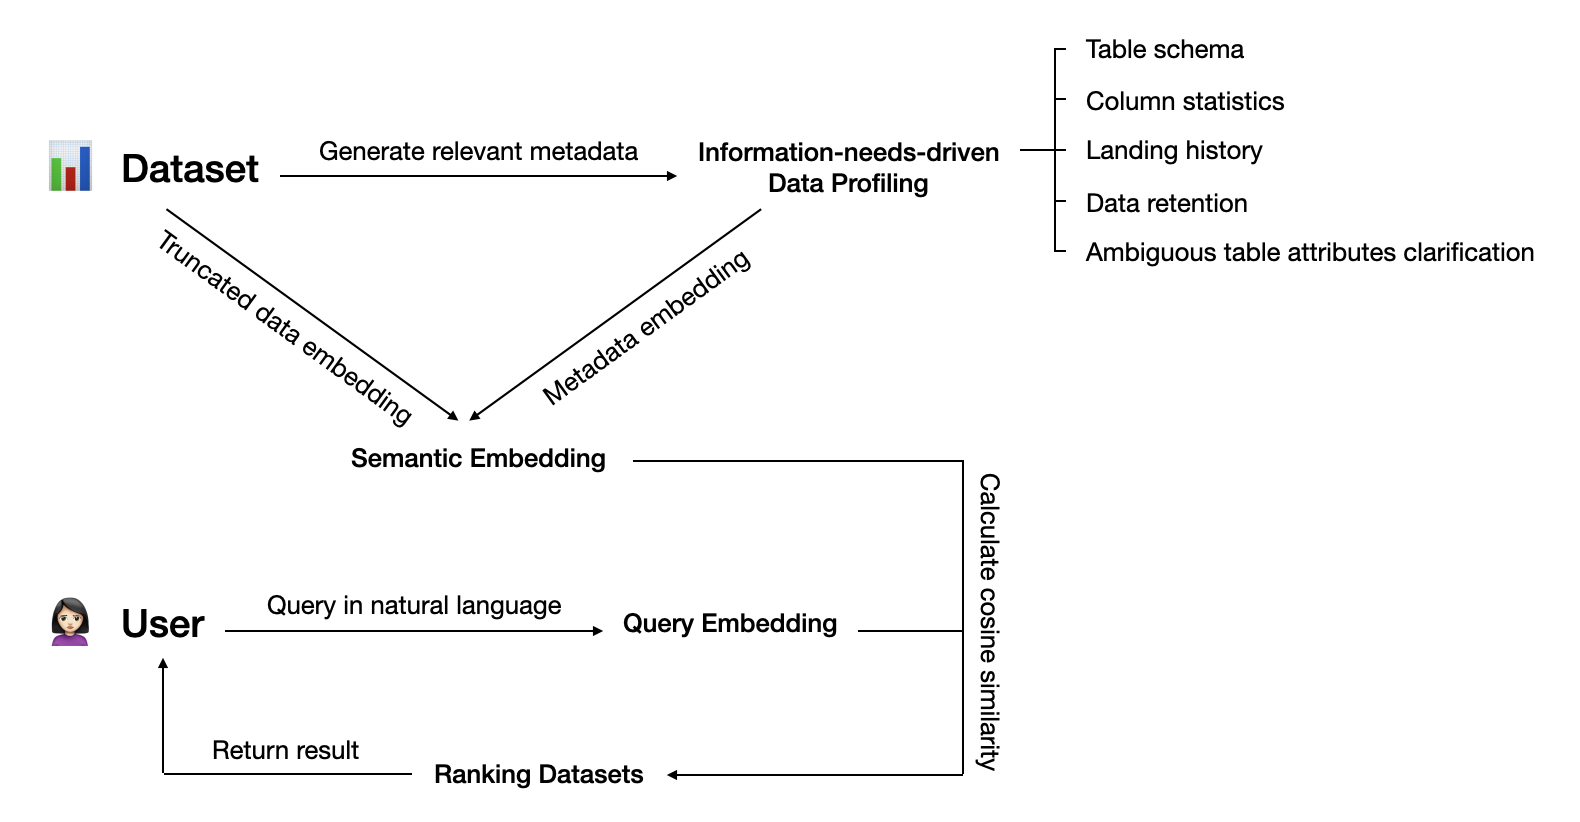 Dataset
Generate relevant metadata
Information-needs-driven
Data Profiling
Table schema
Column statistics
Landing history
Data retention
Ambiguous table attributes clarification
Truncated data embedding
Metadata embedding
Semantic Embedding
Calculate cosine similarity
User
Query in natural language
Query Embedding
Return result
Ranking Datasets